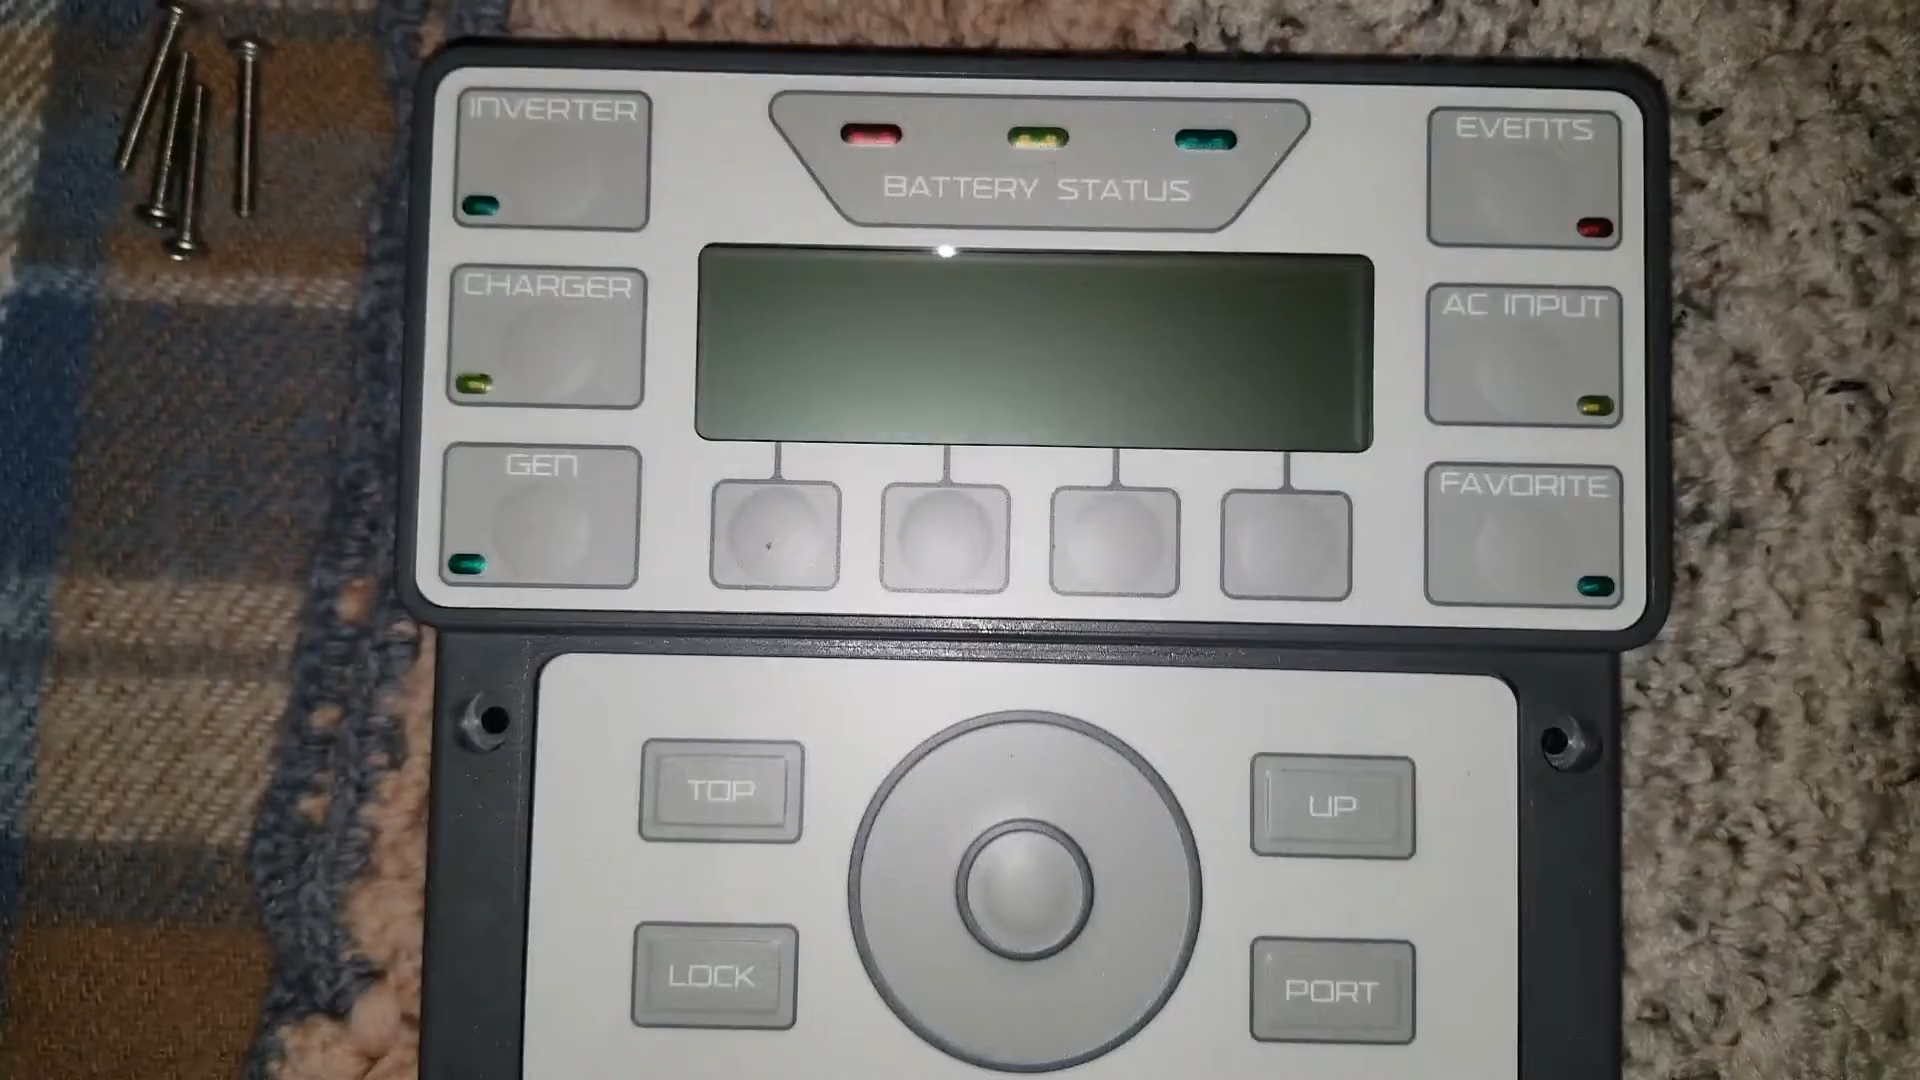 INVERTER
BATTERY STATUS
EVENTS
CHARGER
AC INPUT
GEN
FAVORITE
TOP
UP
LOCK
PORT